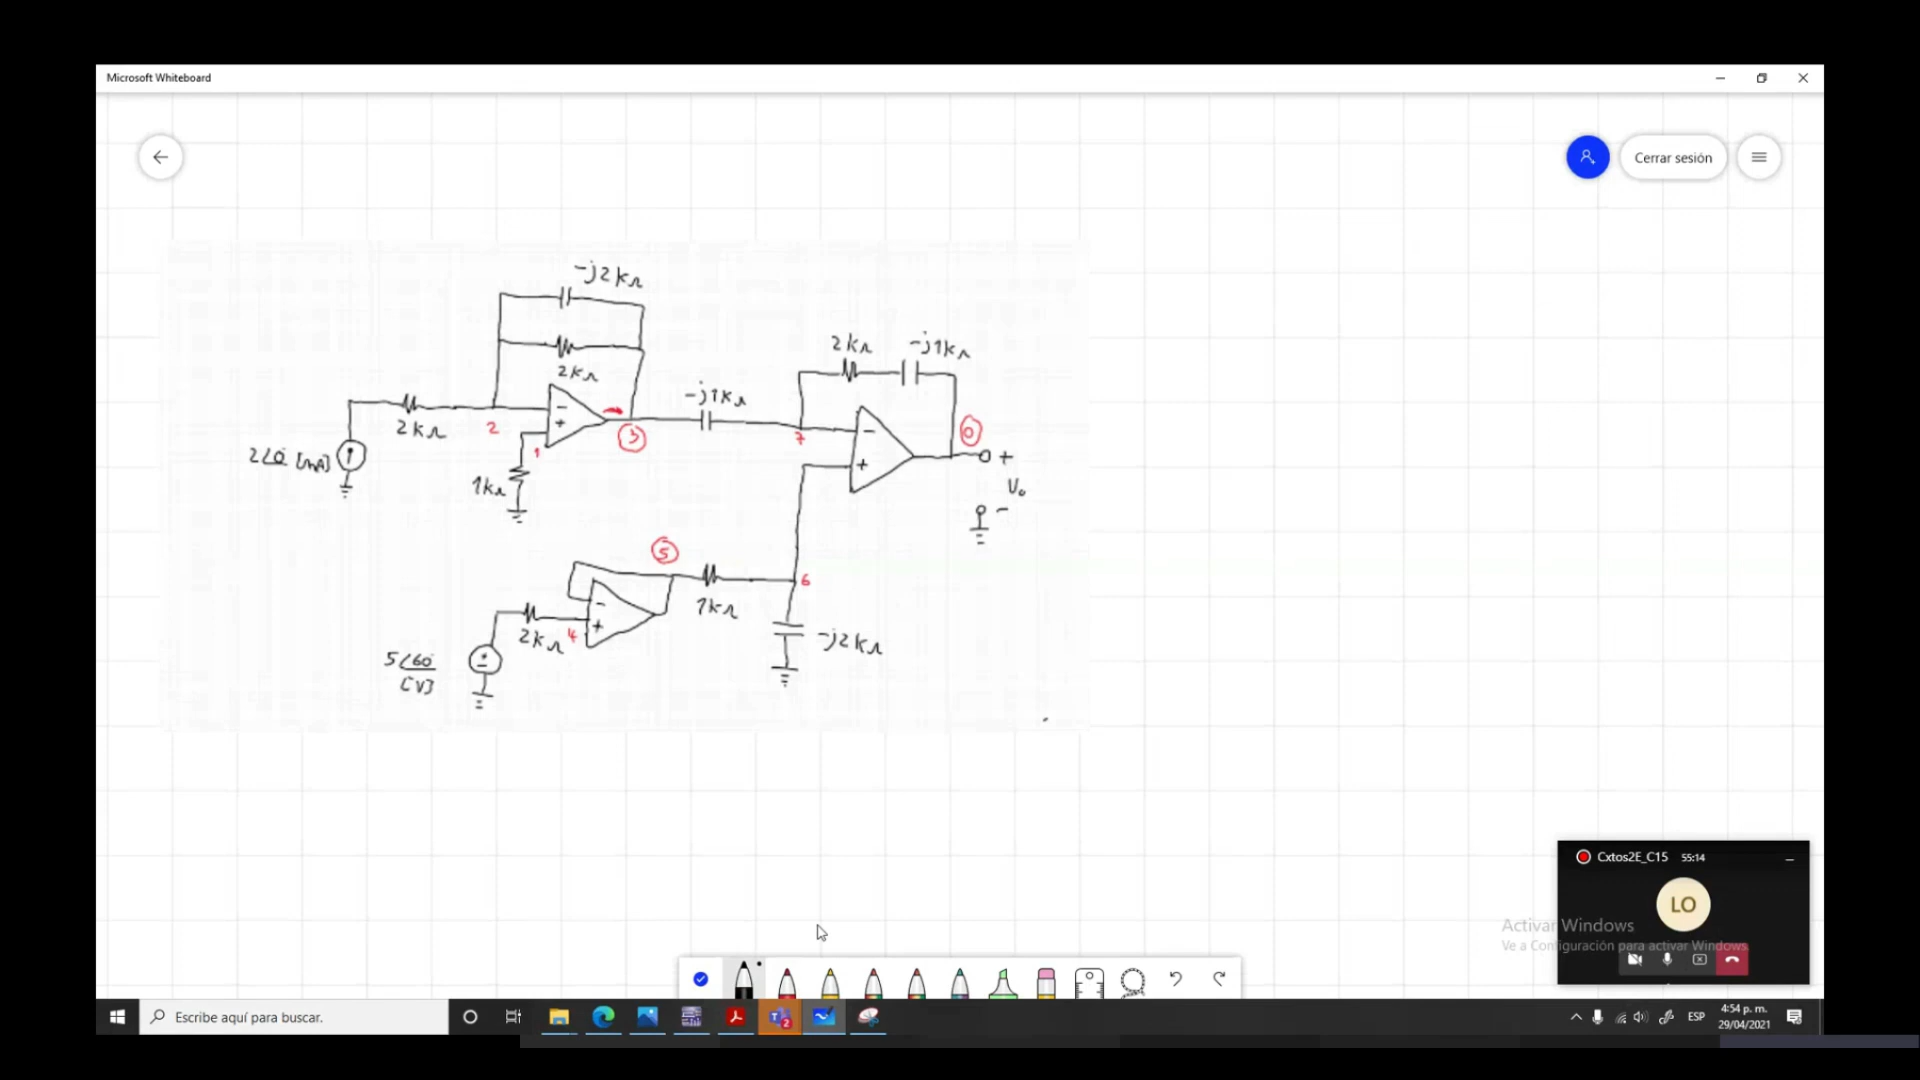 Microsoft Whiteboard
Cerrar sesión
-j2kΩ
2kΩ
2kΩ
-j1kΩ
-j1kΩ
2kΩ
2
1
3
7
0
2∠0° [mA]
1kΩ
- +
- +
+
Vo
-
5
6
1kΩ
- +
2kΩ
4
-j2kΩ
5∠60°
[V]
Cxtos2E_C15 55:14
LO
Activar Windows
Ve a Configuración para activar Windows.
Escribe aquí para buscar.
2
ESP
4:54 p. m.
29/04/2021